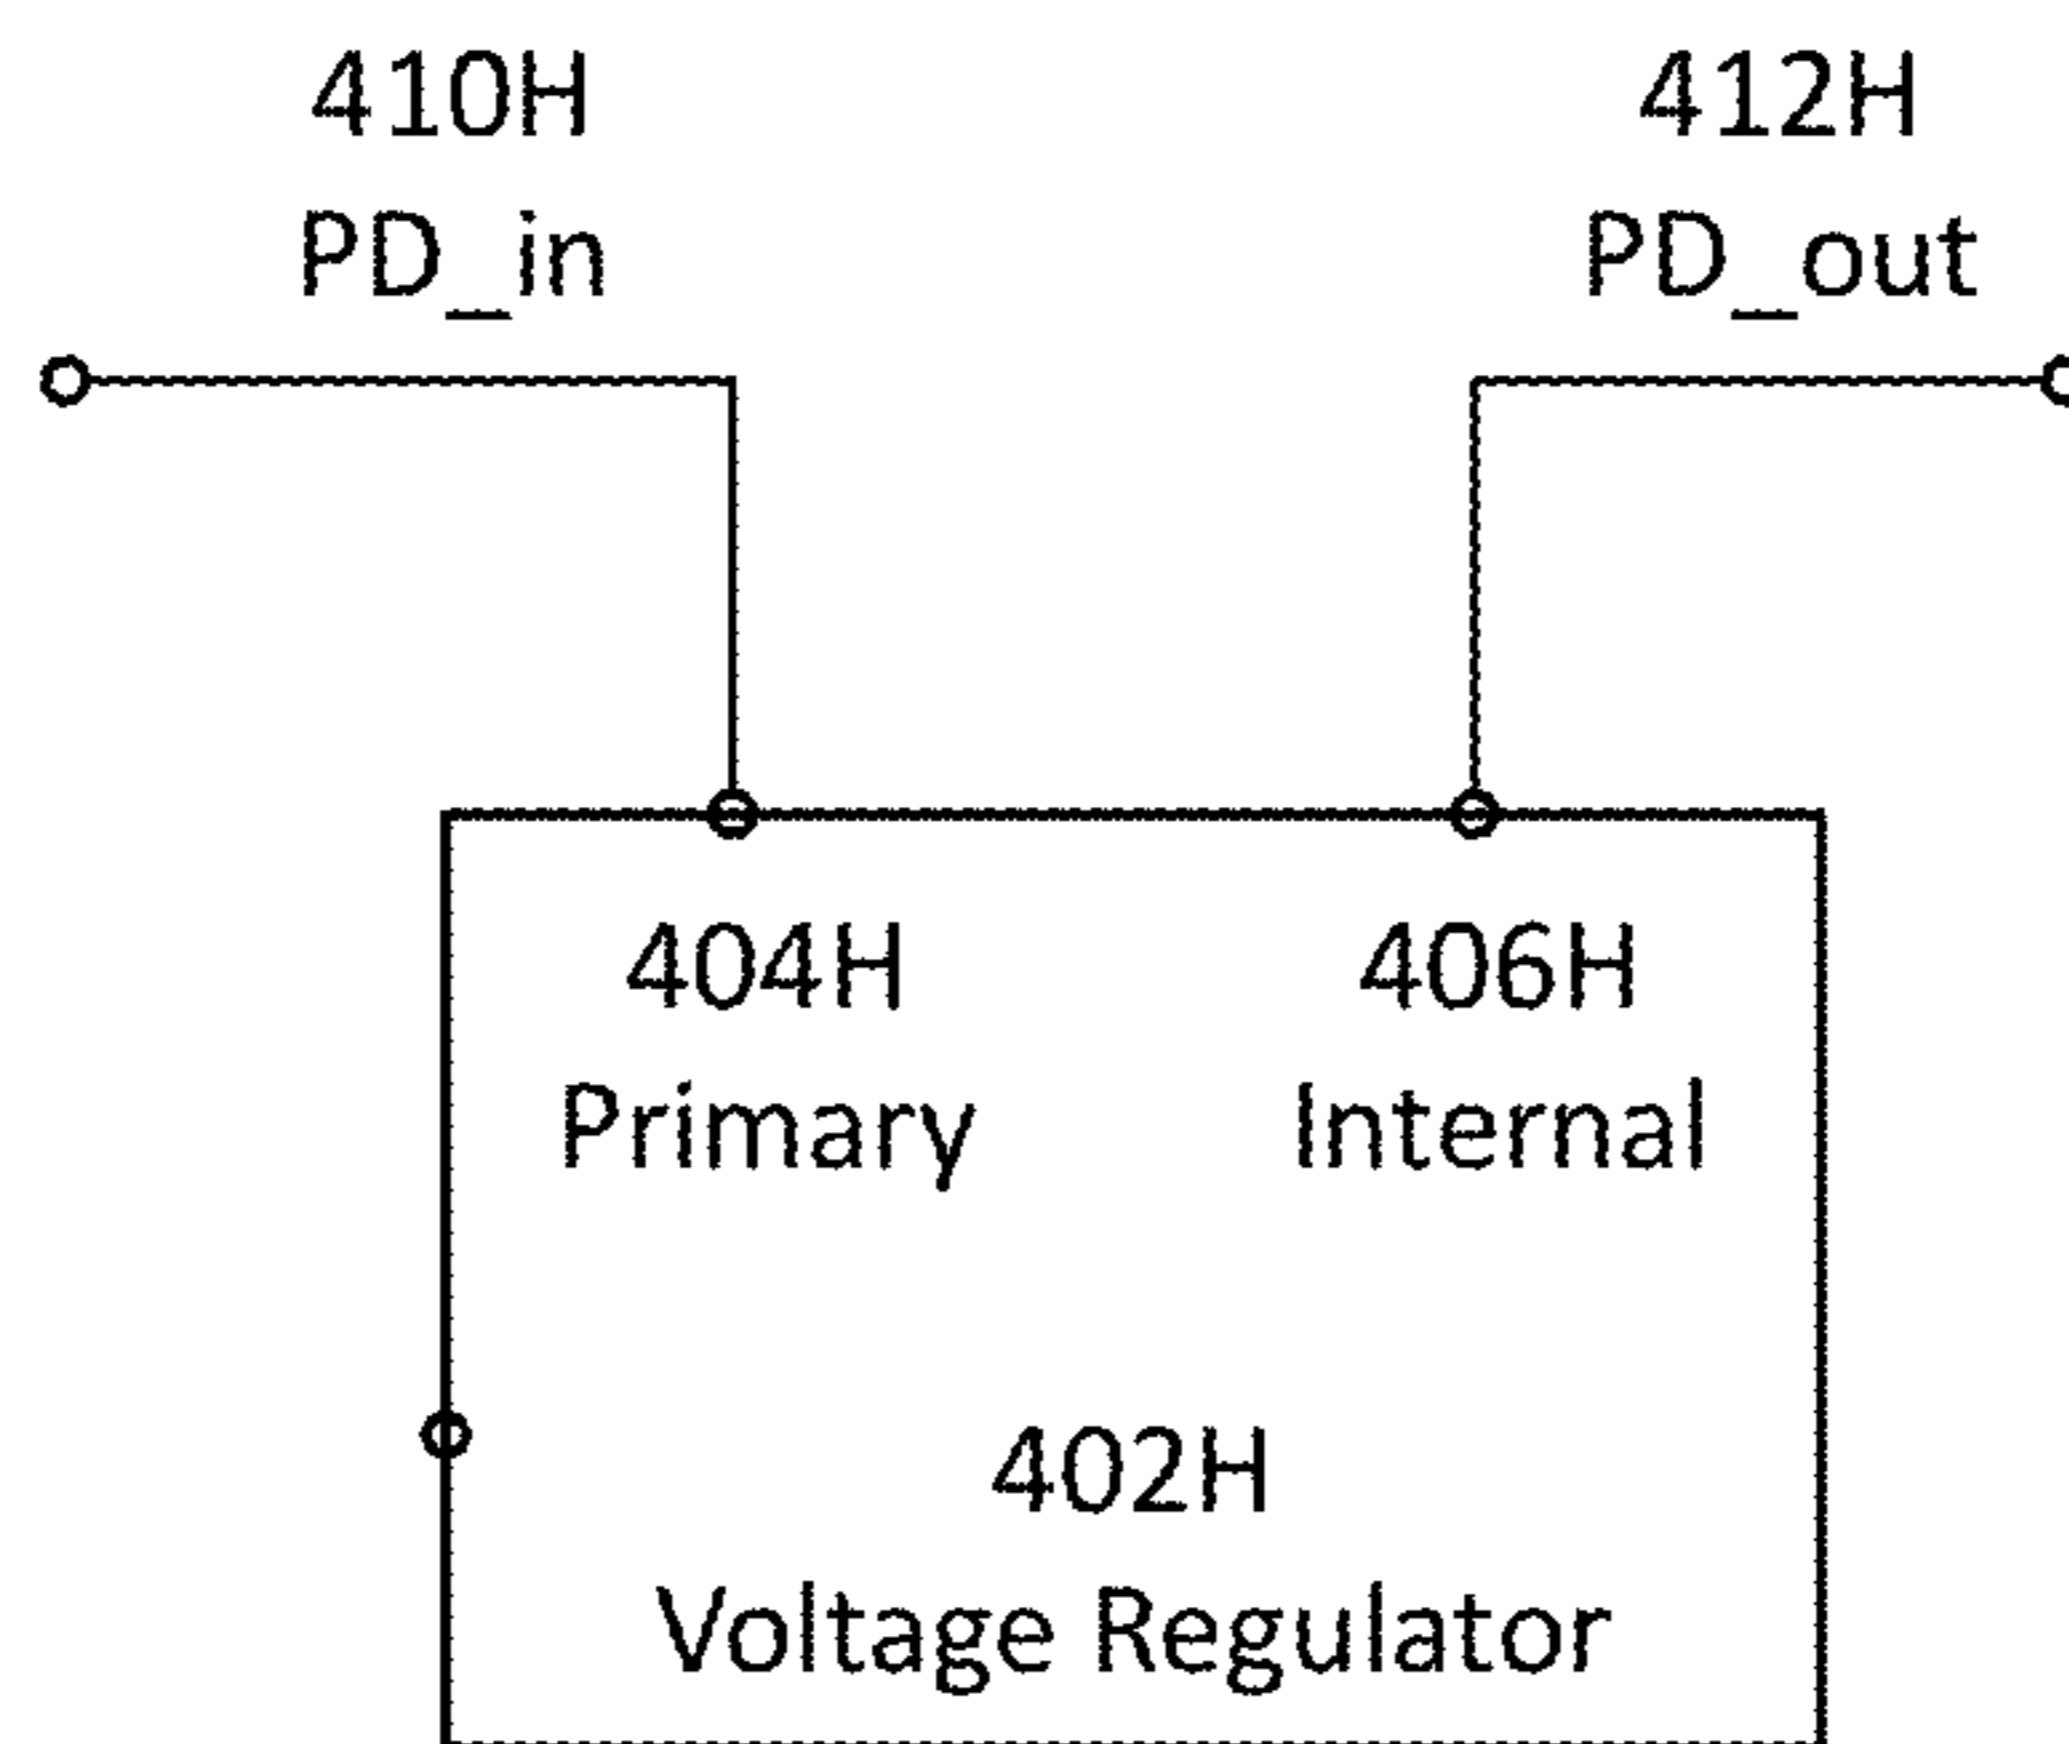 410H
PD_in
412H
PD_out
404H
Primary
406H
Internal
402H
Voltage Regulator